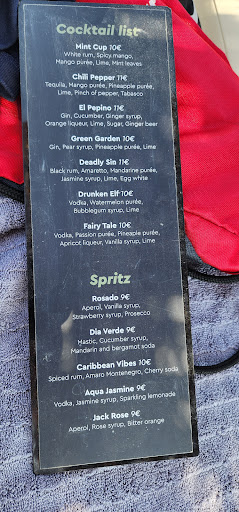 Cocktail list
Mint Cup 10€
White rum, Spicy mango,
Mango purée, Lime, Mint leaves
Chili Pepper 11€
Tequila, Mango purée, Pineapple purée,
Lime, Pinch of pepper, Tabasco
El Pepino 11€
Gin, Cucumber, Ginger syrup,
Orange liqueur, Lime, Sugar, Ginger beer
Green Garden 10€
Gin, Pear syrup, Pineapple purée, Lime
Deadly Sin 11€
Black rum, Amaretto, Mandarine purée,
Jasmine syrup, Lime, Egg white
Drunken Elf 10€
Vodka, Watermelon purée,
Bubblegum syrup, Lime
Fairy Tale 10€
Vodka, Passion purée, Pineapple purée,
Apricot liqueur, Vanilla syrup, Lime
Spritz
Rosado 9€
Aperol, Vanilla syrup,
Strawberry syrup, Prosecco
Dia Verde 9€
Mastic, Cucumber syrup,
Mandarin and bergamot soda
Caribbean Vibes 10€
Spiced rum, Amaro Montenegro, Cherry soda
Aqua Jasmine 9€
Vodka, Jasmine syrup, Sparkling lemonade
Jack Rose 9€
Aperol, Rose syrup, Bitter orange